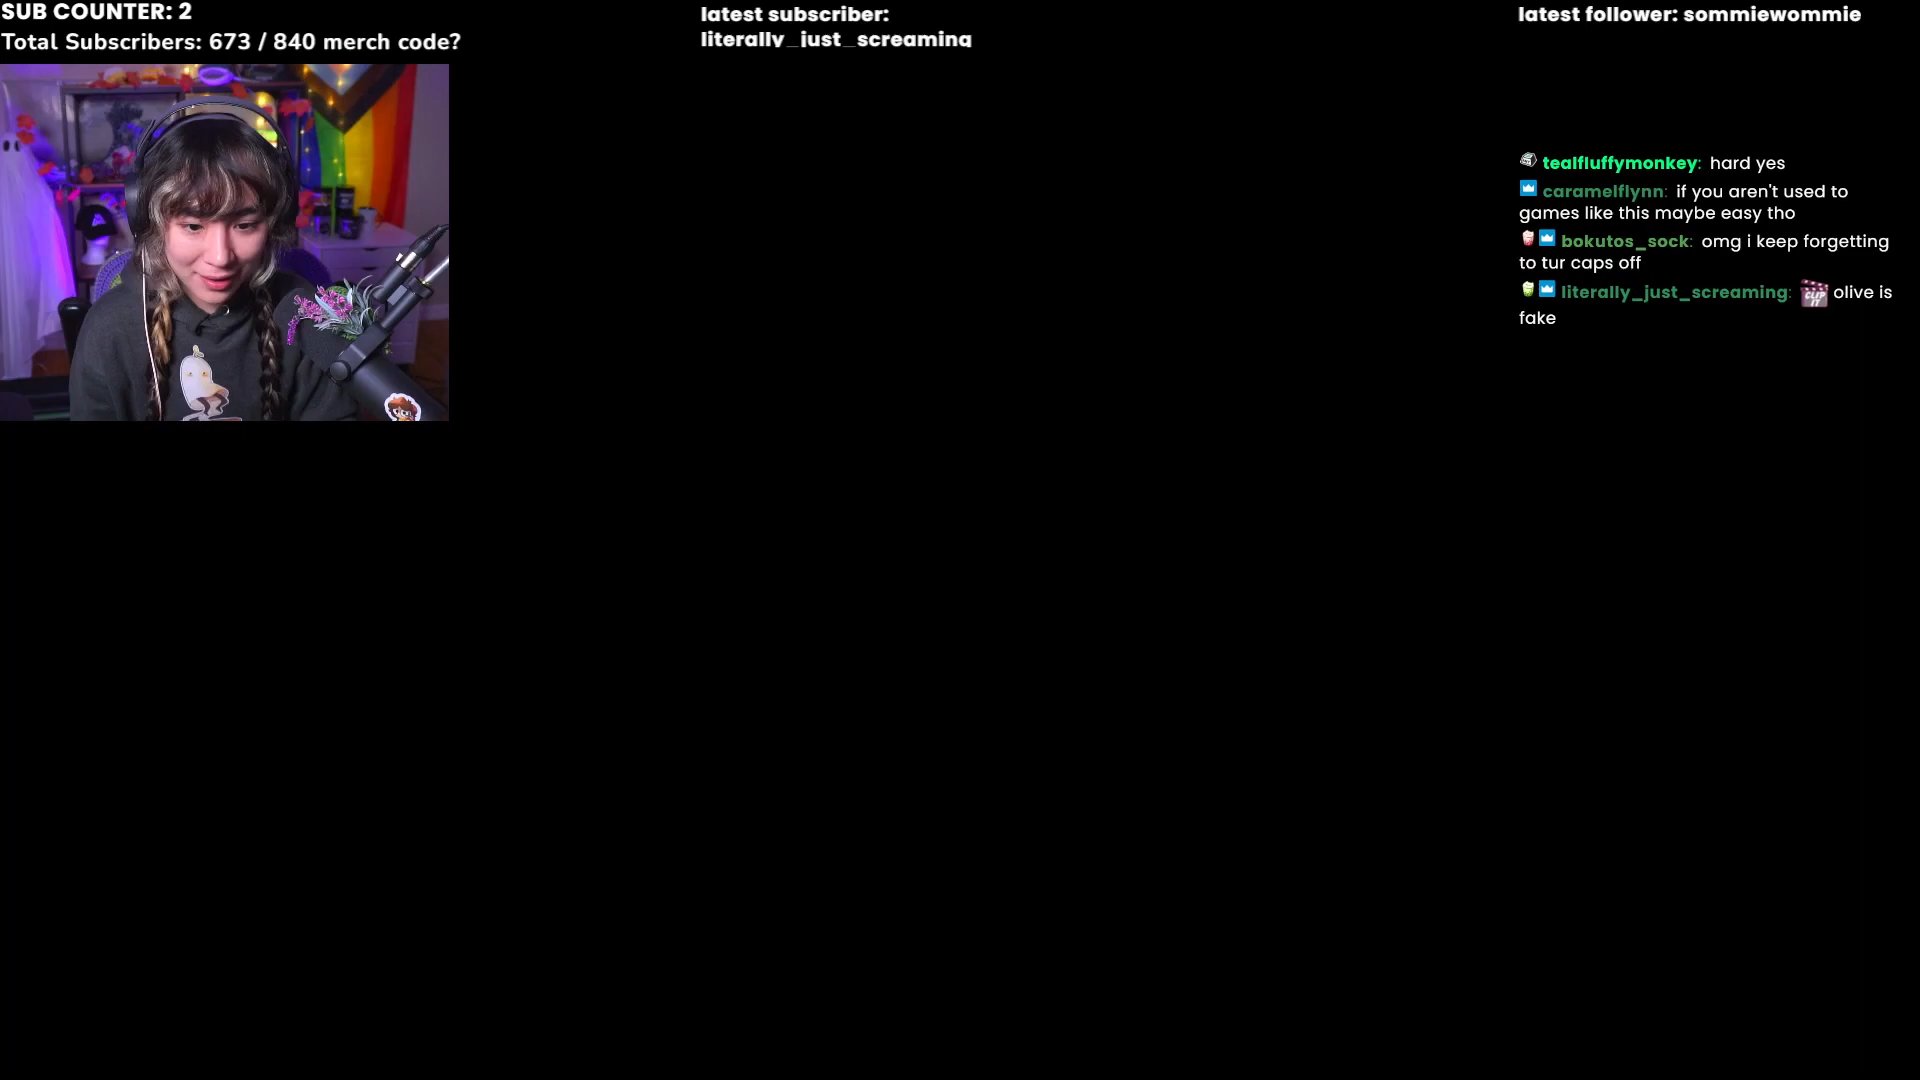 SUB COUNTER: 2
Total Subscribers: 673 / 840 merch code?
latest subscriber:
literally_just_screaming
latest follower: sommiewommie
tealfluffymonkey: hard yes
caramelflynn: if you aren't used to
games like this maybe easy tho
bokutos_sock: omg i keep forgetting
to tur caps off
literally_just_screaming: CLIP IT olive is
fake